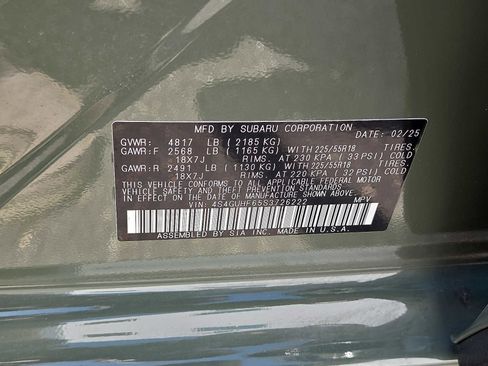 MFD BY SUBARU CORPORATION DATE: 02/25
GVWR: 4817 LB (2185 KG)
GAWR:F 2568 LB (1165 KG) WITH 225/55R18 TIRES,
18X7J RIMS, AT 230 KPA (33 PSI) COLD
GAWR:R 2491 LB (1130 KG) WITH 225/55R18 TIRES,
18X7J RIMS, AT 220 KPA (32 PSI) COLD
THIS VEHICLE CONFORMS TO ALL APPLICABLE FEDERAL MOTOR
VEHICLE SAFETY AND THEFT PREVENTION STANDARDS
IN EFFECT ON THE DATE OF MANUFACTURE SHOWN ABOVE.
VIN: 4S4GUHF65S3726222 MPV
ASSEMBLED BY SIA INC. MADE IN U.S.A.